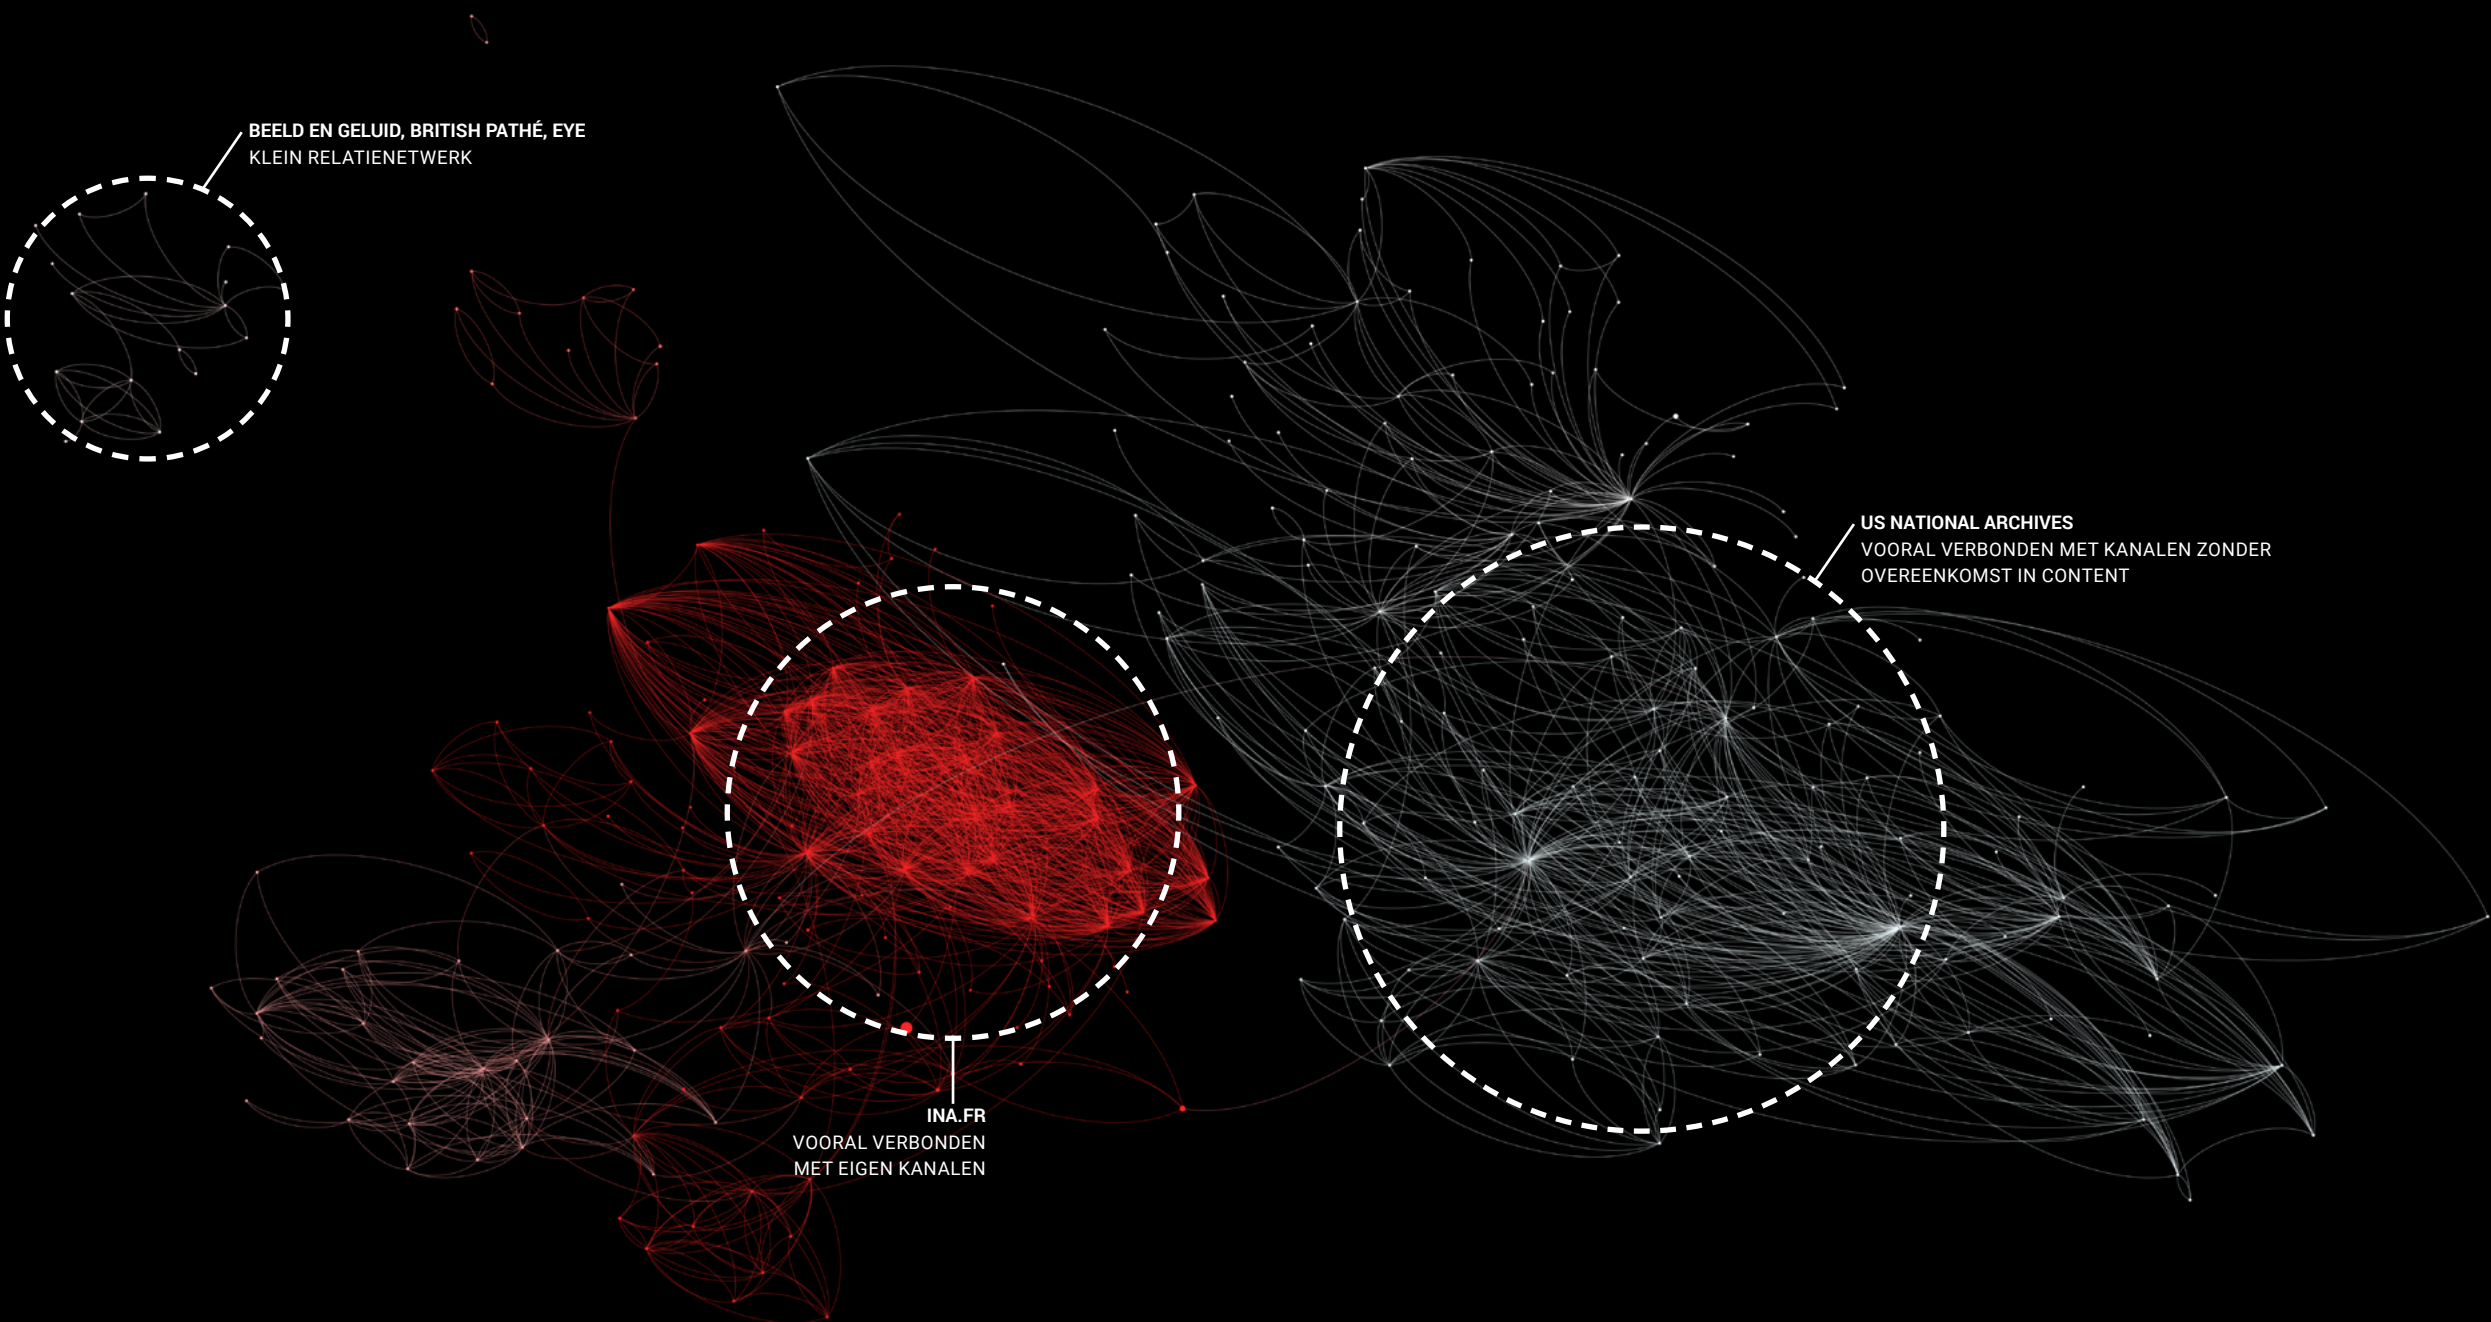 BEELD EN GELUID, BRITISH PATHÉ, EYE
KLEIN RELATIENETWERK
US NATIONAL ARCHIVES
VOORAL VERBONDEN MET KANALEN ZONDER
OVEREENKOMST IN CONTENT
INA.FR
VOORAL VERBONDEN
MET EIGEN KANALEN